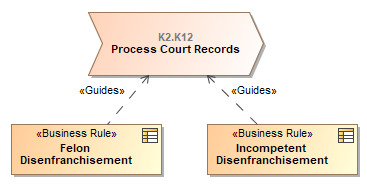 K2.K12
Process Court Records
«Guides»
«Guides»
«Business Rule»
Felon
Disenfranchisement
«Business Rule»
Incompetent
Disenfranchisement